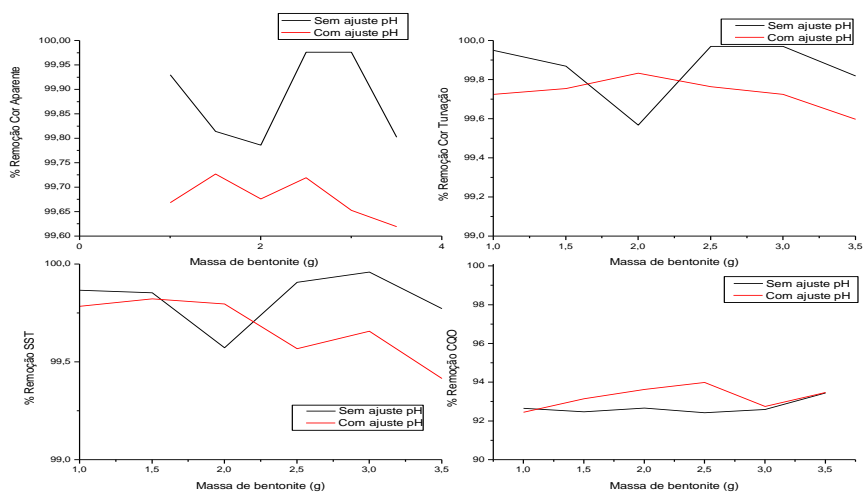 Sem ajuste pH
Com ajuste pH
% Remoção Cor Aparente
100,00
99,95
99,90
99,85
99,80
99,75
99,70
99,65
99,60
0
2
4
Massa de bentonite (g)
Sem ajuste pH
Com ajuste pH
% Remoção Cor Turvação
100,0
99,8
99,6
99,4
99,2
99,0
1,0
1,5
2,0
2,5
3,0
3,5
Massa de bentonite (g)
% Remoção SST
100,0
99,5
99,0
Sem ajuste pH
Com ajuste pH
1,0
1,5
2,0
2,5
3,0
3,5
Massa de bentonite (g)
% Remoção CQO
100
98
96
94
92
90
Sem ajuste pH
Com ajuste pH
1,0
1,5
2,0
2,5
3,0
3,5
Massa de bentonite (g)